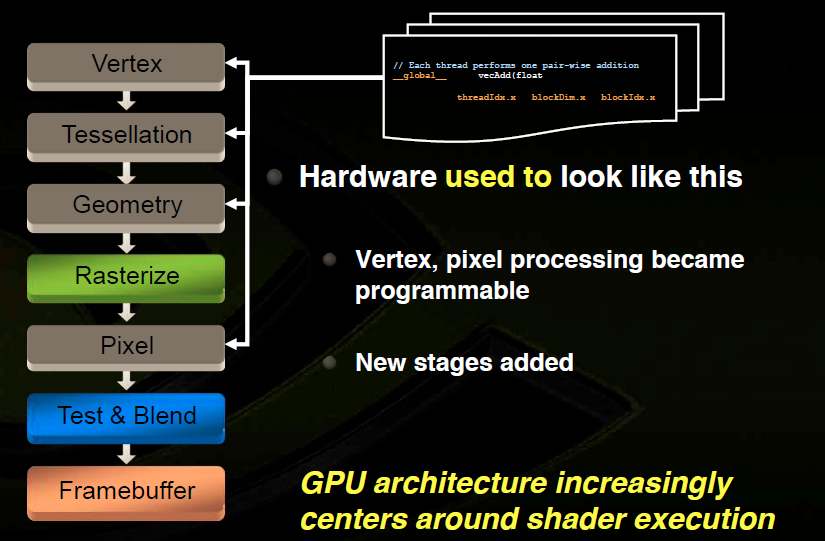 // Each thread performs one pair-wise addition
__global__ vecAdd(float
threadIdx.x blockDim.x blockIdx.x
Vertex
Tessellation
Geometry
Rasterize
Pixel
Test & Blend
Framebuffer
Hardware used to look like this
Vertex, pixel processing became
programmable
New stages added
GPU architecture increasingly
centers around shader execution